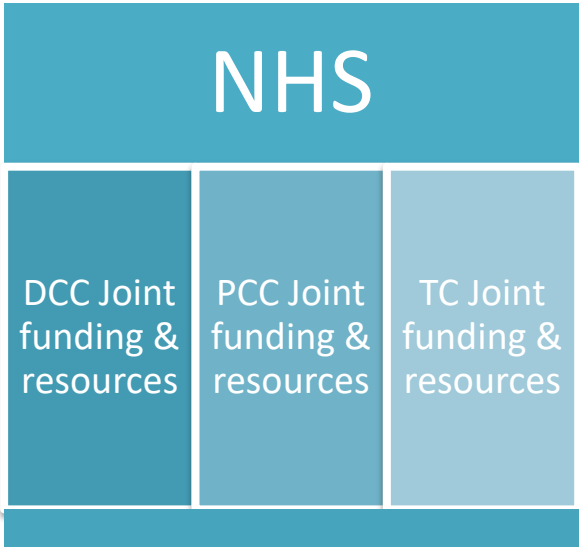 NHS
DCC Joint
funding &
resources
PCC Joint
funding &
resources
TC Joint
funding &
resources